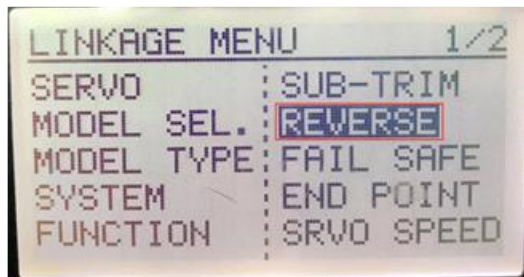 LINKAGE MENU 1/2
SERVO SUB-TRIM
MODEL SEL. REVERSE
MODEL TYPE FAIL SAFE
SYSTEM END POINT
FUNCTION SRVO SPEED